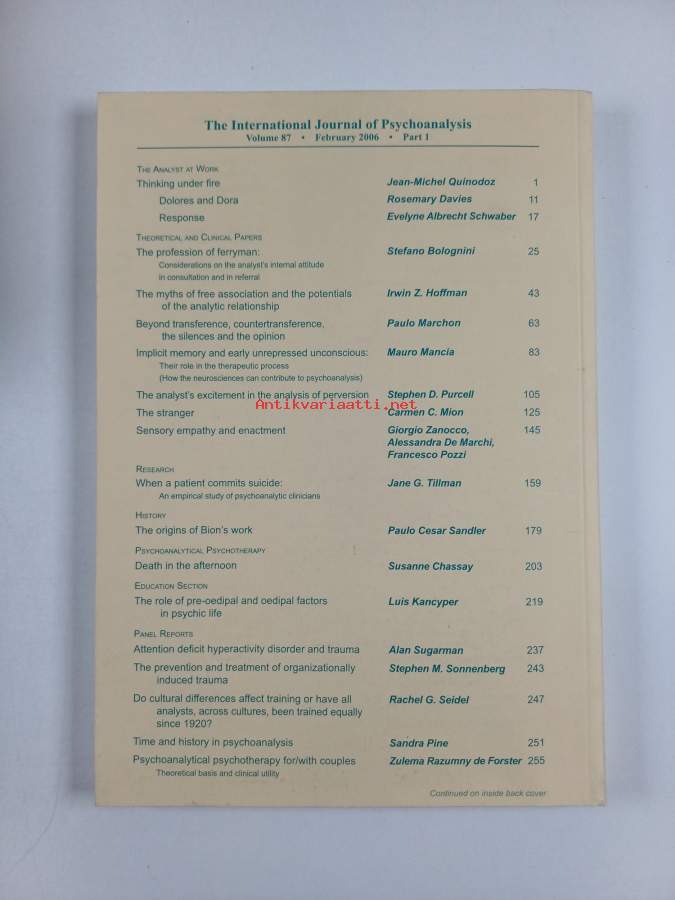 The International Journal of Psychoanalysis
Volume 87 • February 2006 • Part 1
The Analyst at Work
Thinking under fire Jean-Michel Quinodoz 1
Dolores and Dora Rosemary Davies 11
Response Evelyne Albrecht Schwaber 17
Theoretical and Clinical Papers
The profession of ferryman: Stefano Bolognini 25
Considerations on the analyst's internal attitude
in consultation and in referral
The myths of free association and the potentials Irwin Z. Hoffman 43
of the analytic relationship
Beyond transference, countertransference, Paulo Marchon 63
the silences and the opinion
Implicit memory and early unrepressed unconscious: Mauro Mancia 83
Their role in the therapeutic process
(How the neurosciences can contribute to psychoanalysis)
The analyst's excitement in the analysis of perversion Stephen D. Purcell 105
Antikvariaatti.net
The stranger Carmen C. Mion 125
Sensory empathy and enactment Giorgio Zanocco, 145
Alessandra De Marchi,
Francesco Pozzi
Research
When a patient commits suicide: Jane G. Tillman 159
An empirical study of psychoanalytic clinicians
History
The origins of Bion's work Paulo Cesar Sandler 179
Psychoanalytical Psychotherapy
Death in the afternoon Susanne Chassay 203
Education Section
The role of pre-oedipal and oedipal factors Luis Kancyper 219
in psychic life
Panel Reports
Attention deficit hyperactivity disorder and trauma Alan Sugarman 237
The prevention and treatment of organizationally Stephen M. Sonnenberg 243
induced trauma
Do cultural differences affect training or have all Rachel G. Seidel 247
analysts, across cultures, been trained equally
since 1920?
Time and history in psychoanalysis Sandra Pine 251
Psychoanalytical psychotherapy for/with couples Zulema Razumny de Forster 255
Theoretical basis and clinical utility
Continued on inside back cover